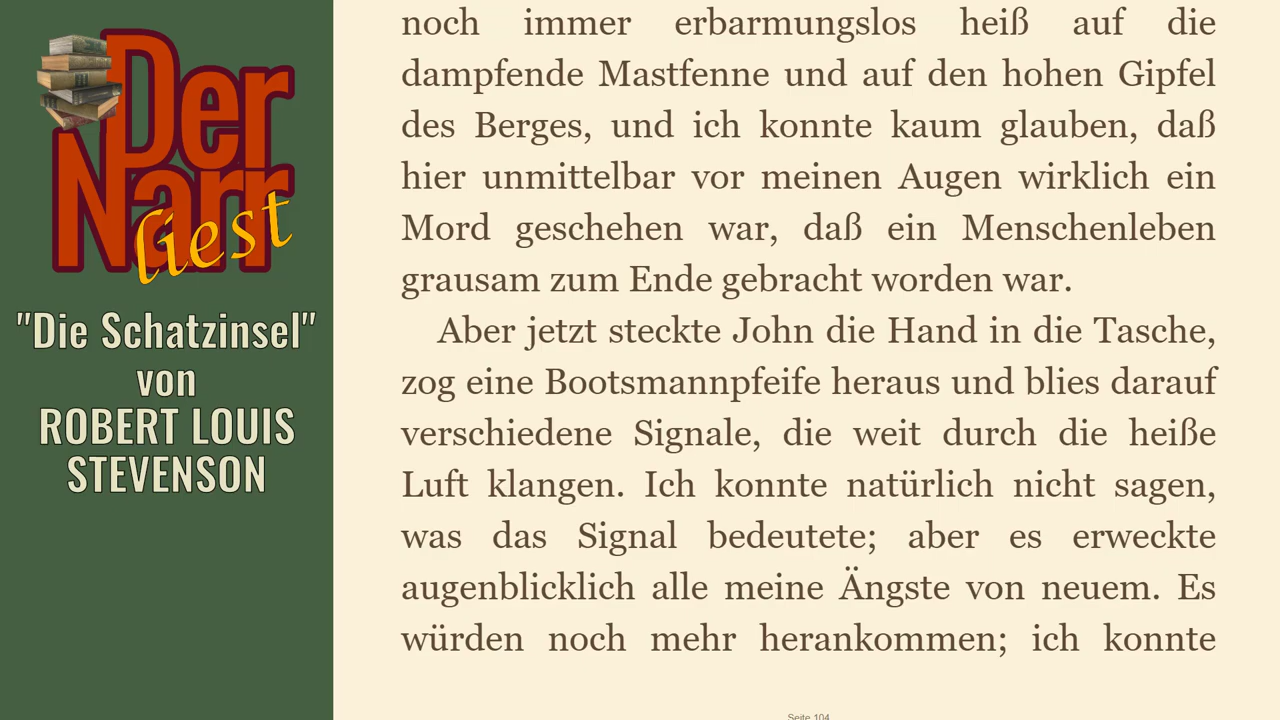 Der
Narr
liest
"Die Schatzinsel"
von
ROBERT LOUIS
STEVENSON
noch immer erbarmungslos heiß auf die
dampfende Mastfenne und auf den hohen Gipfel
des Berges, und ich konnte kaum glauben, daß
hier unmittelbar vor meinen Augen wirklich ein
Mord geschehen war, daß ein Menschenleben
grausam zum Ende gebracht worden war.
Aber jetzt steckte John die Hand in die Tasche,
zog eine Bootsmannpfeife heraus und blies darauf
verschiedene Signale, die weit durch die heiße
Luft klangen. Ich konnte natürlich nicht sagen,
was das Signal bedeutete; aber es erweckte
augenblicklich alle meine Ängste von neuem. Es
würden noch mehr herankommen; ich konnte
Seite 104